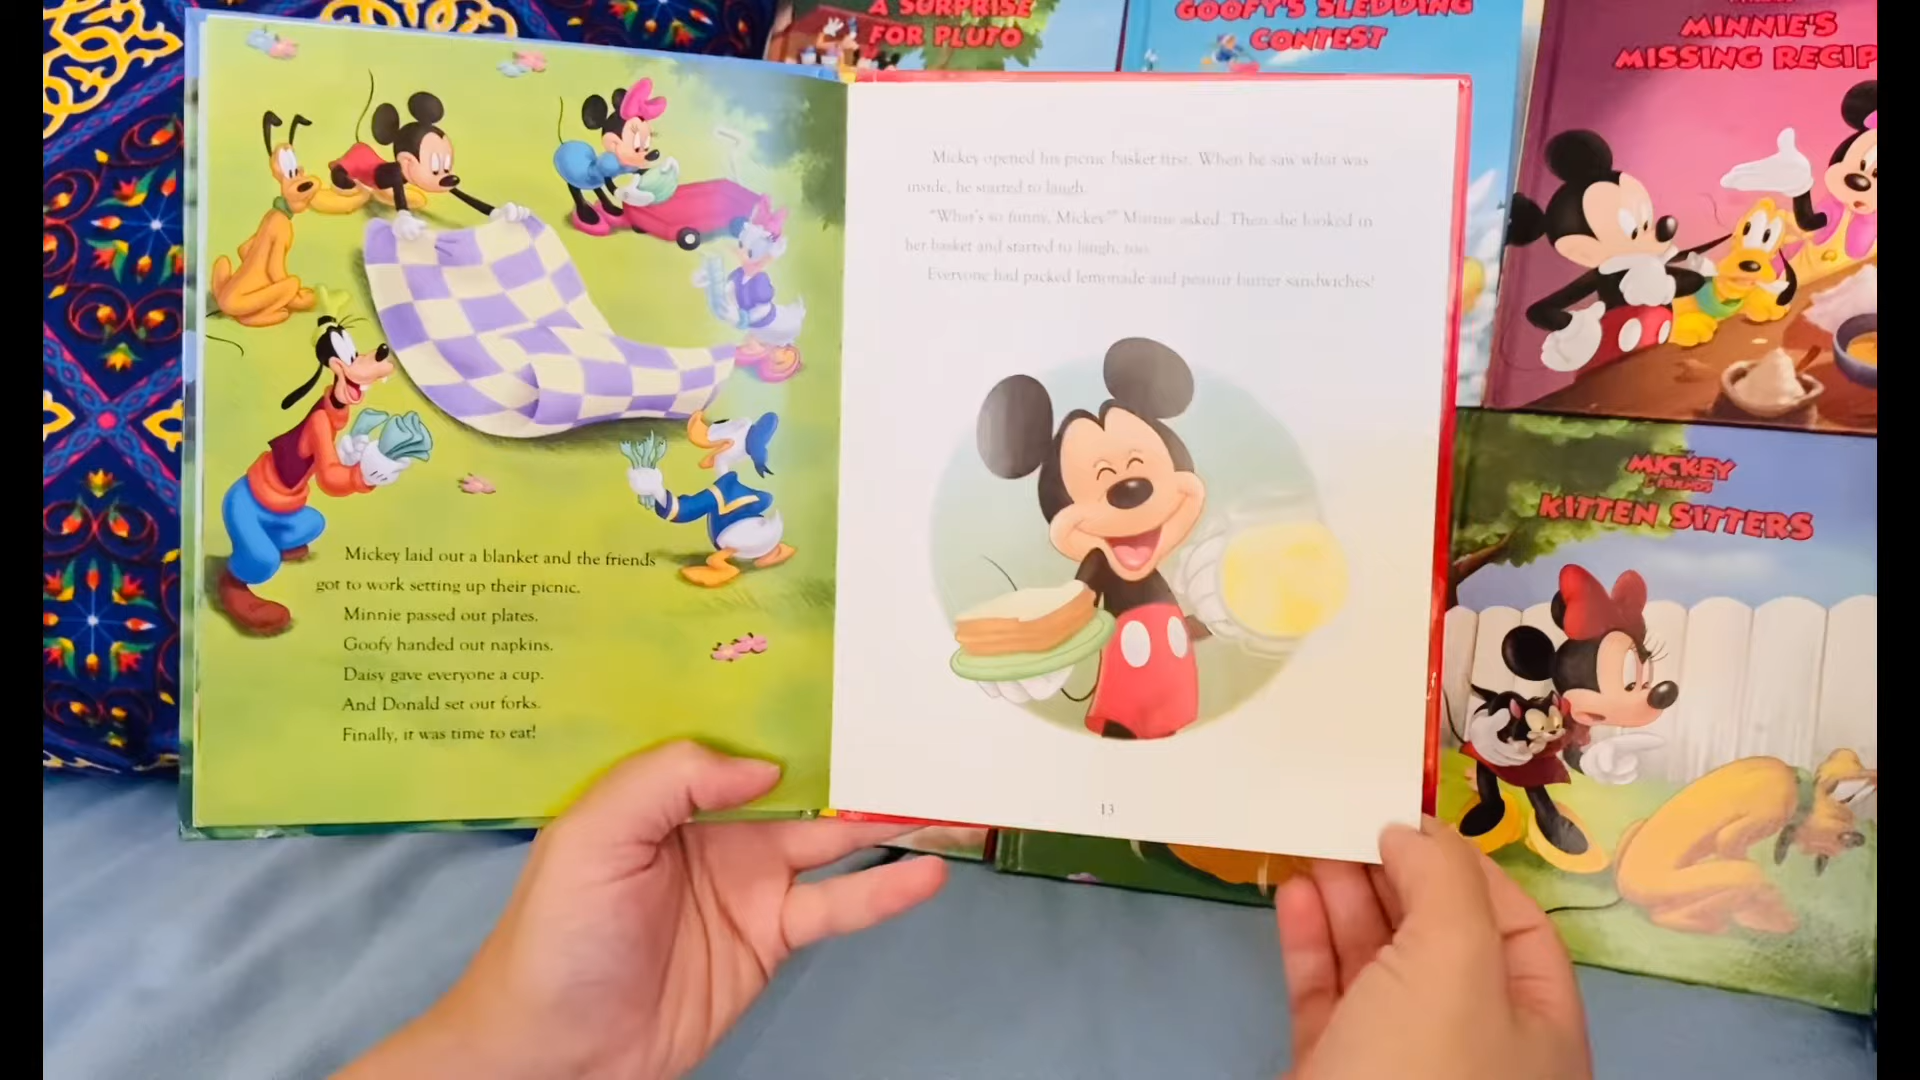 A SURPRISE
FOR PLUTO
GOOFY'S SLEDDING
CONTEST
MINNIE'S
MISSING RECIP
MICKEY
& FRIENDS
KITTEN SITTERS
Mickey laid out a blanket and the friends
got to work setting up their picnic.
Minnie passed out plates.
Goofy handed out napkins.
Daisy gave everyone a cup.
And Donald set out forks.
Finally, it was time to eat!
Mickey opened his picnic basket first. When he saw what was
inside, he started to laugh.
"What's so funny, Mickey?" Minnie asked. Then she looked in
her basket and started to laugh, too.
Everyone had packed lemonade and peanut butter sandwiches!
13